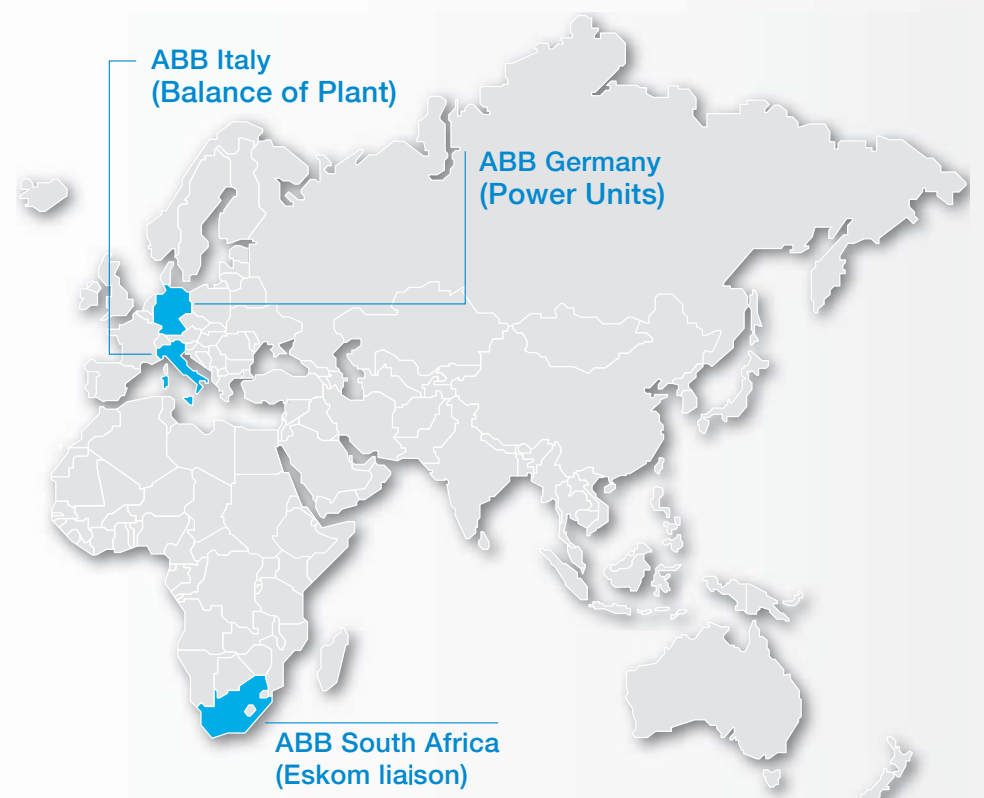 ABB Italy
(Balance of Plant)
ABB Germany
(Power Units)
ABB South Africa
(Eskom liaison)